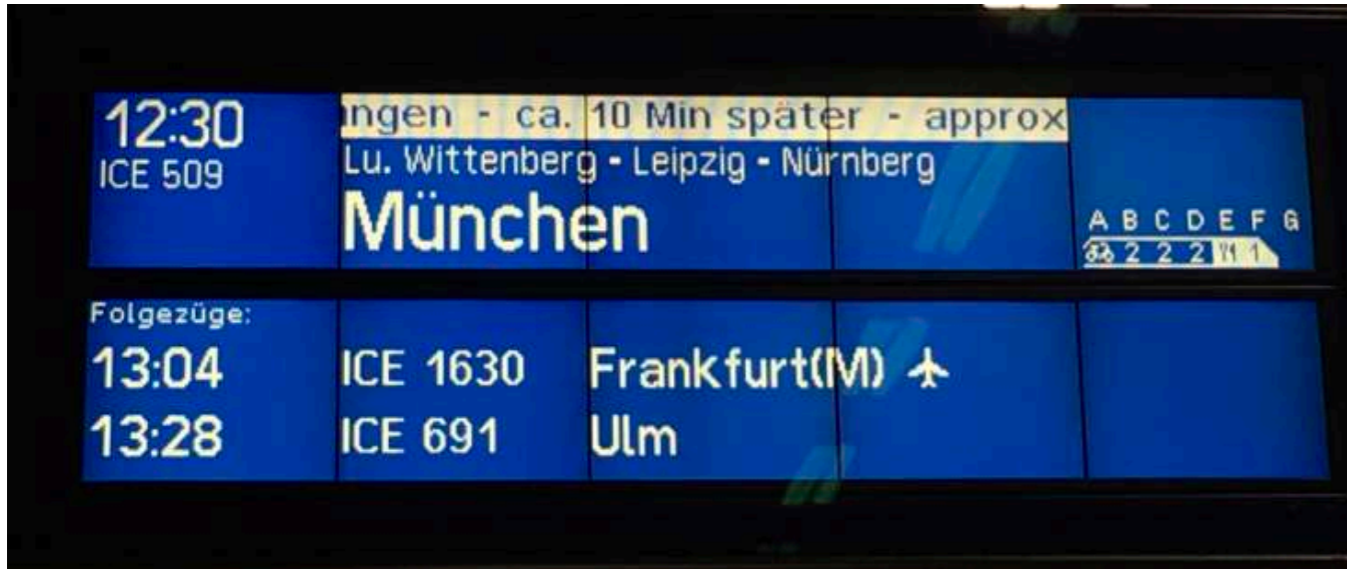 12:30
ngen - ca. 10 Min später - approx
ICE 509
Lu. Wittenberg - Leipzig - Nürnberg
München
A B C D E F G
2 2 2 1
Folgezüge:
13:04 ICE 1630 Frankfurt(M)
13:28 ICE 691 Ulm